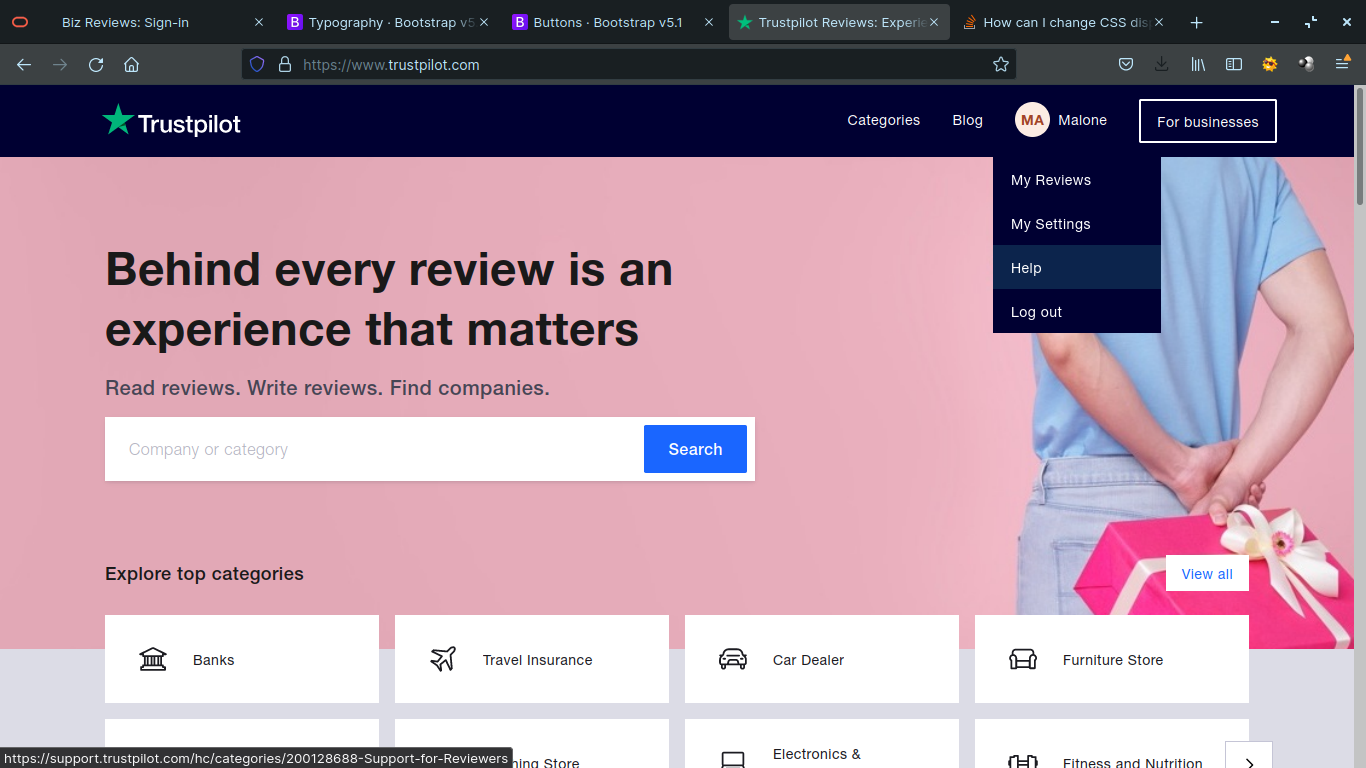 Biz Reviews: Sign-in
Typography · Bootstrap v5
Buttons · Bootstrap v5.1
Trustpilot Reviews: Experie
How can I change CSS dis
https://www.trustpilot.com
Trustpilot
Categories
Blog
MA
Malone
For businesses
My Reviews
My Settings
Help
Log out
Behind every review is an
experience that matters
Read reviews. Write reviews. Find companies.
Company or category
Search
Explore top categories
View all
Banks
Travel Insurance
Car Dealer
Furniture Store
Store
Electronics &
Fitness and Nutrition
https://support.trustpilot.com/hc/categories/200128688-Support-for-Reviewers